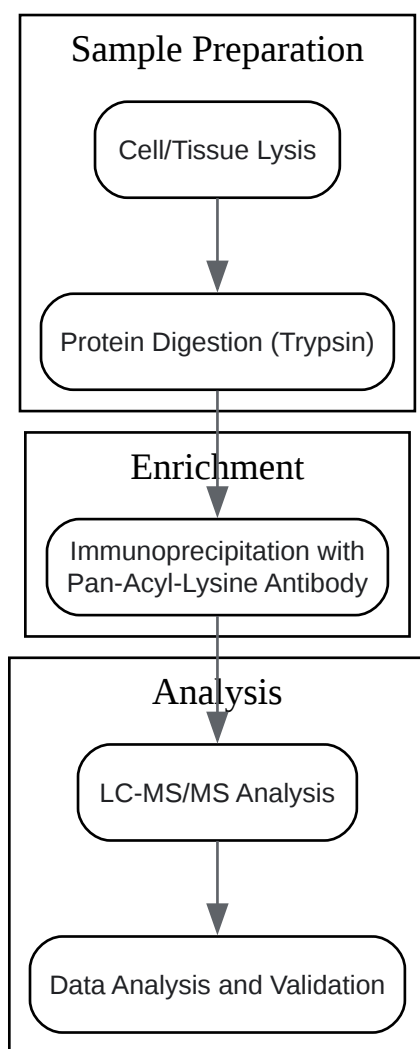 Sample Preparation
Cell/Tissue Lysis
Protein Digestion (Trypsin)
Enrichment
Immunoprecipitation with
Pan-Acyl-Lysine Antibody
Analysis
LC-MS/MS Analysis
Data Analysis and Validation